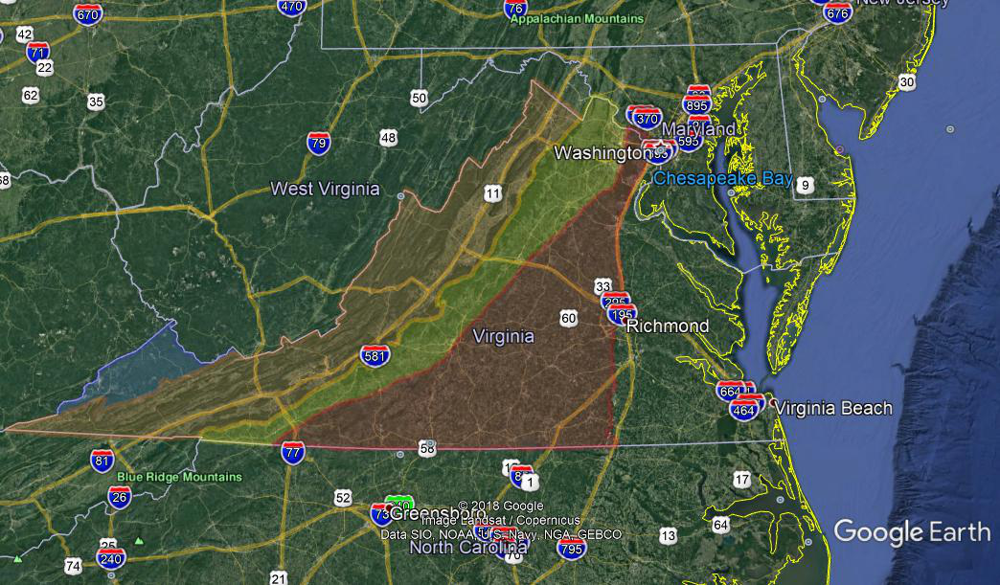 New Jersey
470
76
676
670
Appalachian Mountains
42
71
22
62
35
50
30
895
370
Maryland
48
79
593
Washington
68
West Virginia
11
Chesapeake Bay
9
33
295
195
60
Richmond
Virginia
581
664
464
Virginia Beach
58
77
81
Blue Ridge Mountains
26
52
1
17
© 2018 Google
Greensboro
Image Landsat / Copernicus
64
Data SIO, NOAA, U.S. Navy, NGA, GEBCO
13
Google Earth
North Carolina
795
25
240
74
21